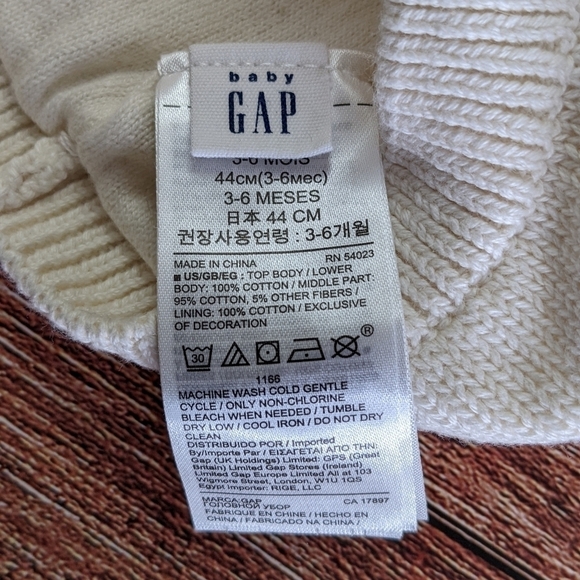 baby
GAP
3-6 MOIS
44см(3-6мес)
3-6 MESES
日本 44 CM
권장사용연령 : 3-6개월
MADE IN CHINA RN 54023
■ US/GB/EG : TOP BODY / LOWER
BODY: 100% COTTON / MIDDLE PART:
95% COTTON, 5% OTHER FIBERS /
LINING: 100% COTTON / EXCLUSIVE
OF DECORATION
30 ®
1166
MACHINE WASH COLD GENTLE
CYCLE / ONLY NON-CHLORINE
BLEACH WHEN NEEDED / TUMBLE
DRY LOW / COOL IRON / DO NOT DRY
CLEAN
DISTRIBUIDO POR / Imported
By/Importe Par / ΕΙΣΑΓΕΤΑΙ ΑΠΟ ΤΗΝ:
Gap (UK Holdings) Limited: GPS (Great
Britain) Limited Gap Stores (Ireland)
Limited Gap Europe Limited All at 103
Wigmore Street, London, W1U 1QS
Egypt Importer: RIGE, LLC
MARCA:GAP CA 17897
ГОЛОВНОЙ УБОР
FABRIQUE EN CHINE / HECHO EN
CHINA / FABRICADO NA CHINA /